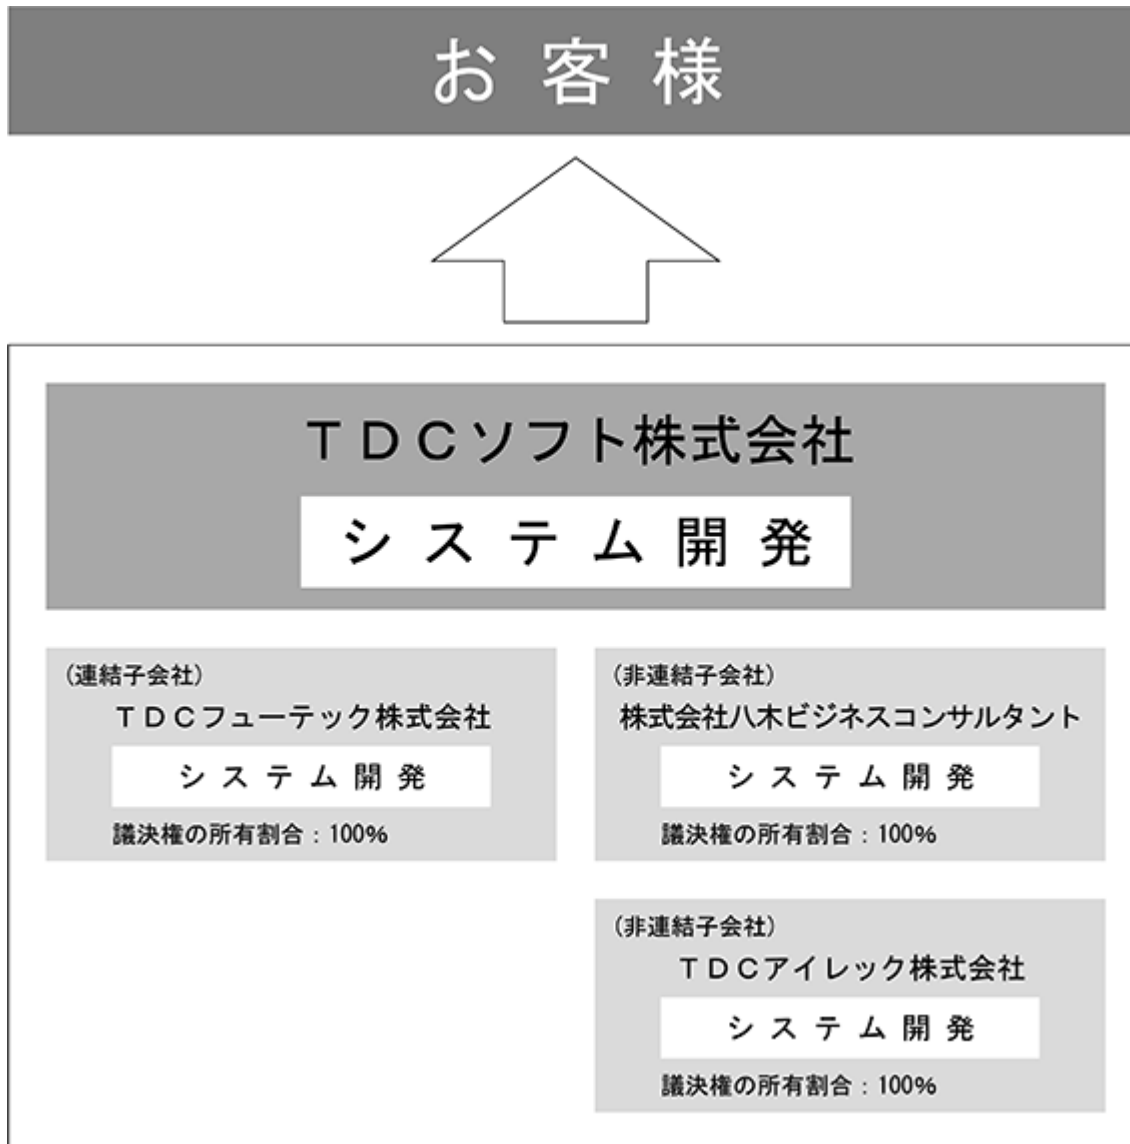 お客様
ＴＤＣソフト株式会社
システム開発
(連結子会社)
ＴＤＣフューテック株式会社
システム開発
議決権の所有割合：100%
(非連結子会社)
株式会社八木ビジネスコンサルタント
システム開発
議決権の所有割合：100%
(非連結子会社)
ＴＤＣアイレック株式会社
システム開発
議決権の所有割合：100%